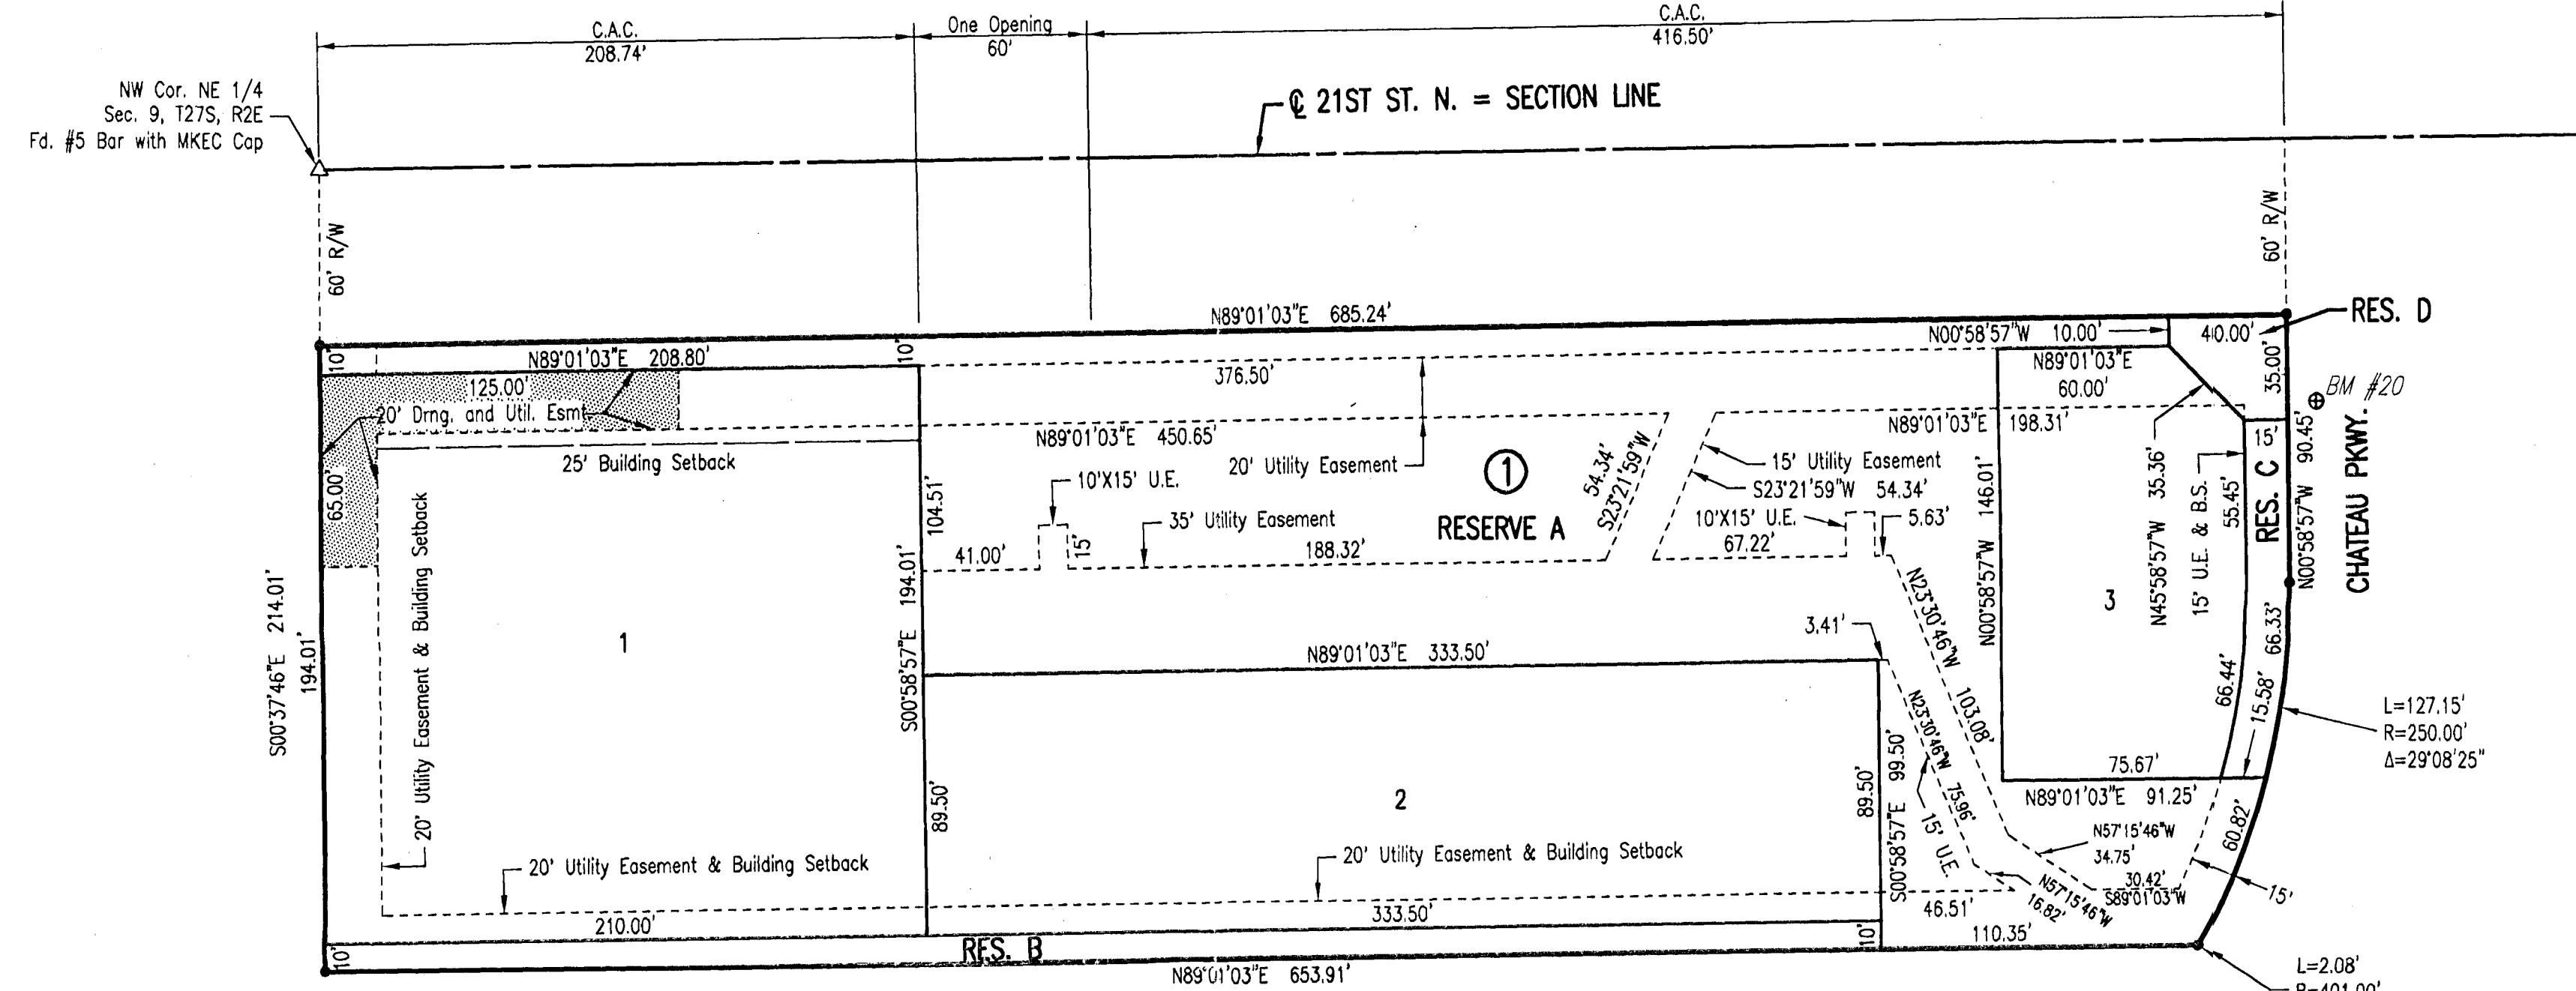 C.A.C.
208.74'
One Opening
60'
C.A.C.
416.50'
NW Cor. NE 1/4
Sec. 9, T27S, R2E
Fd. #5 Bar with MKEC Cap
℄ 21ST ST. N. = SECTION LINE
60' R/W
60' R/W
N89°01'03"E 685.24'
RES. D
N00°58'57"W 10.00'
40.00'
10'
N89°01'03"E 208.80'
10'
N89°01'03"E
60.00'
35.00'
BM #20
125.00'
376.50'
20' Drng. and Util. Esmt.
N89°01'03"E 450.65'
N89°01'03"E 198.31'
15'
25' Building Setback
20' Utility Easement
15' Utility Easement
10'X15' U.E.
1
54.34'
S23°21'59"W
S23°21'59"W 54.34'
65.00'
104.51'
35' Utility Easement
RESERVE A
10'X15' U.E.
5.63'
41.00'
15'
188.32'
67.22'
N00°58'57"W 146.01'
N45°58'57"W 35.36'
15' U.E. & B.S.
55.45'
RES. C
N00°58'57"W 90.45'
CHATEAU PKWY.
20' Utility Easement & Building Setback
S00°37'46"E 214.01'
194.01'
1
S00°58'57"E 194.01'
N23°30'46"W 103.08'
3
3.41'
N89°01'03"E 333.50'
66.44'
66.33'
15.58'
L=127.15'
R=250.00'
Δ=29°08'25"
N23°30'46"W 75.96'
15' U.E.
S00°58'57"E 99.50'
89.50'
89.50'
2
75.67'
N89°01'03"E 91.25'
N57°15'46"W
34.75'
60.82'
20' Utility Easement & Building Setback
20' Utility Easement & Building Setback
30.42'
S89°01'03"W
15'
N57°15'46"W
16.82'
46.51'
210.00'
333.50'
110.35'
10'
RES. B
10'
N89°01'03"E 653.91'
L=2.08'
R=401.00'